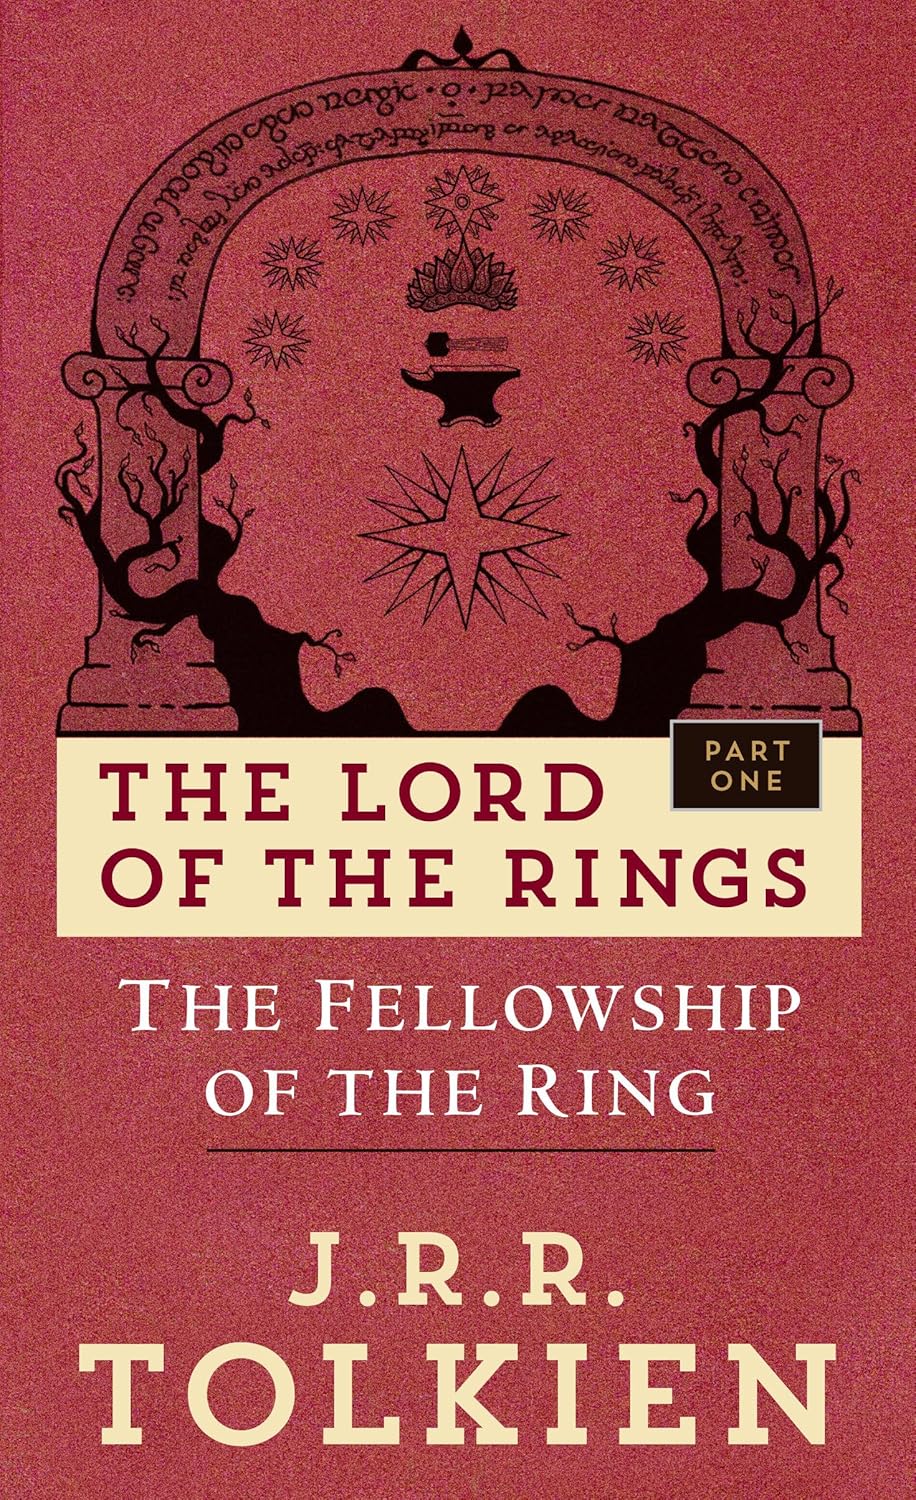 PART
ONE
THE LORD
OF THE RINGS
THE FELLOWSHIP
OF THE RING
J.R.R.
TOLKIEN